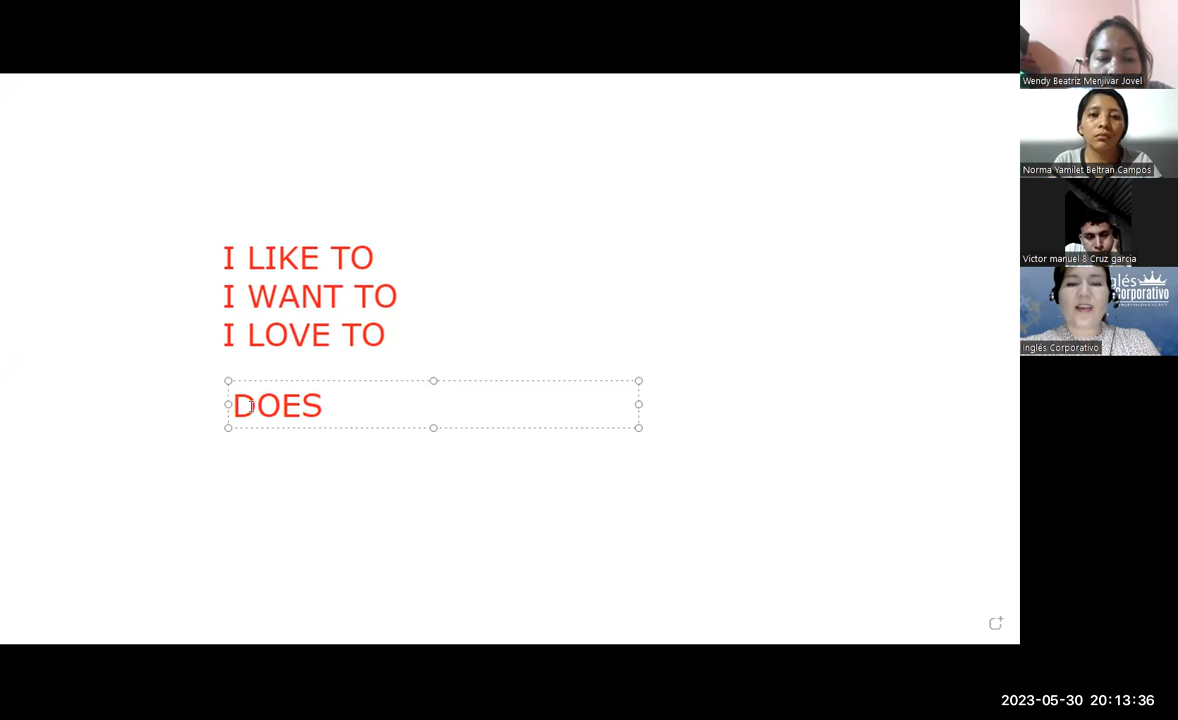 I LIKE TO
I WANT TO
I LOVE TO
DOES
Wendy Beatriz Menjivar Jovel
Norma Yamilet Beltran Campos
Victor manuel 8 Cruz garcia
glés
Corporativo
Inglés Corporativo
2023-05-30 20:13:36